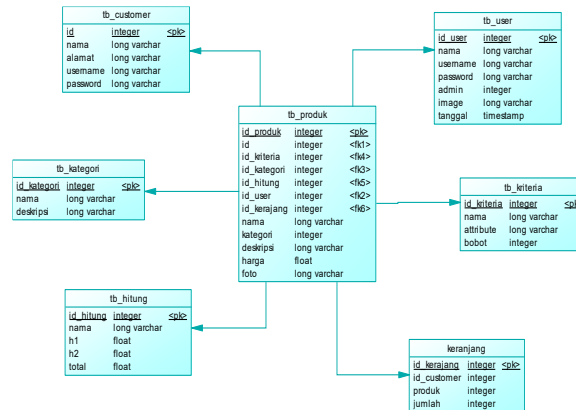 tb_customer
id integer <pk>
nama long varchar
alamat long varchar
username long varchar
password long varchar
tb_user
id_user integer <pk>
nama long varchar
username long varchar
password long varchar
admin integer
image long varchar
tanggal timestamp
tb_produk
id_produk integer <pk>
id integer <fk1>
id_kriteria integer <fk4>
id_kategori integer <fk3>
id_hitung integer <fk5>
id_user integer <fk2>
id_kerajang integer <fk6>
nama long varchar
kategori integer
deskripsi long varchar
harga float
foto long varchar
tb_kategori
id_kategori integer <pk>
nama long varchar
deskripsi long varchar
tb_kriteria
id_kriteria integer <pk
nama long varchar
attribute long varchar
bobot integer
tb_hitung
id_hitung integer <pk>
nama long varchar
h1 float
h2 float
total float
keranjang
id_kerajang integer <pk>
id_customer integer
produk integer
jumlah integer